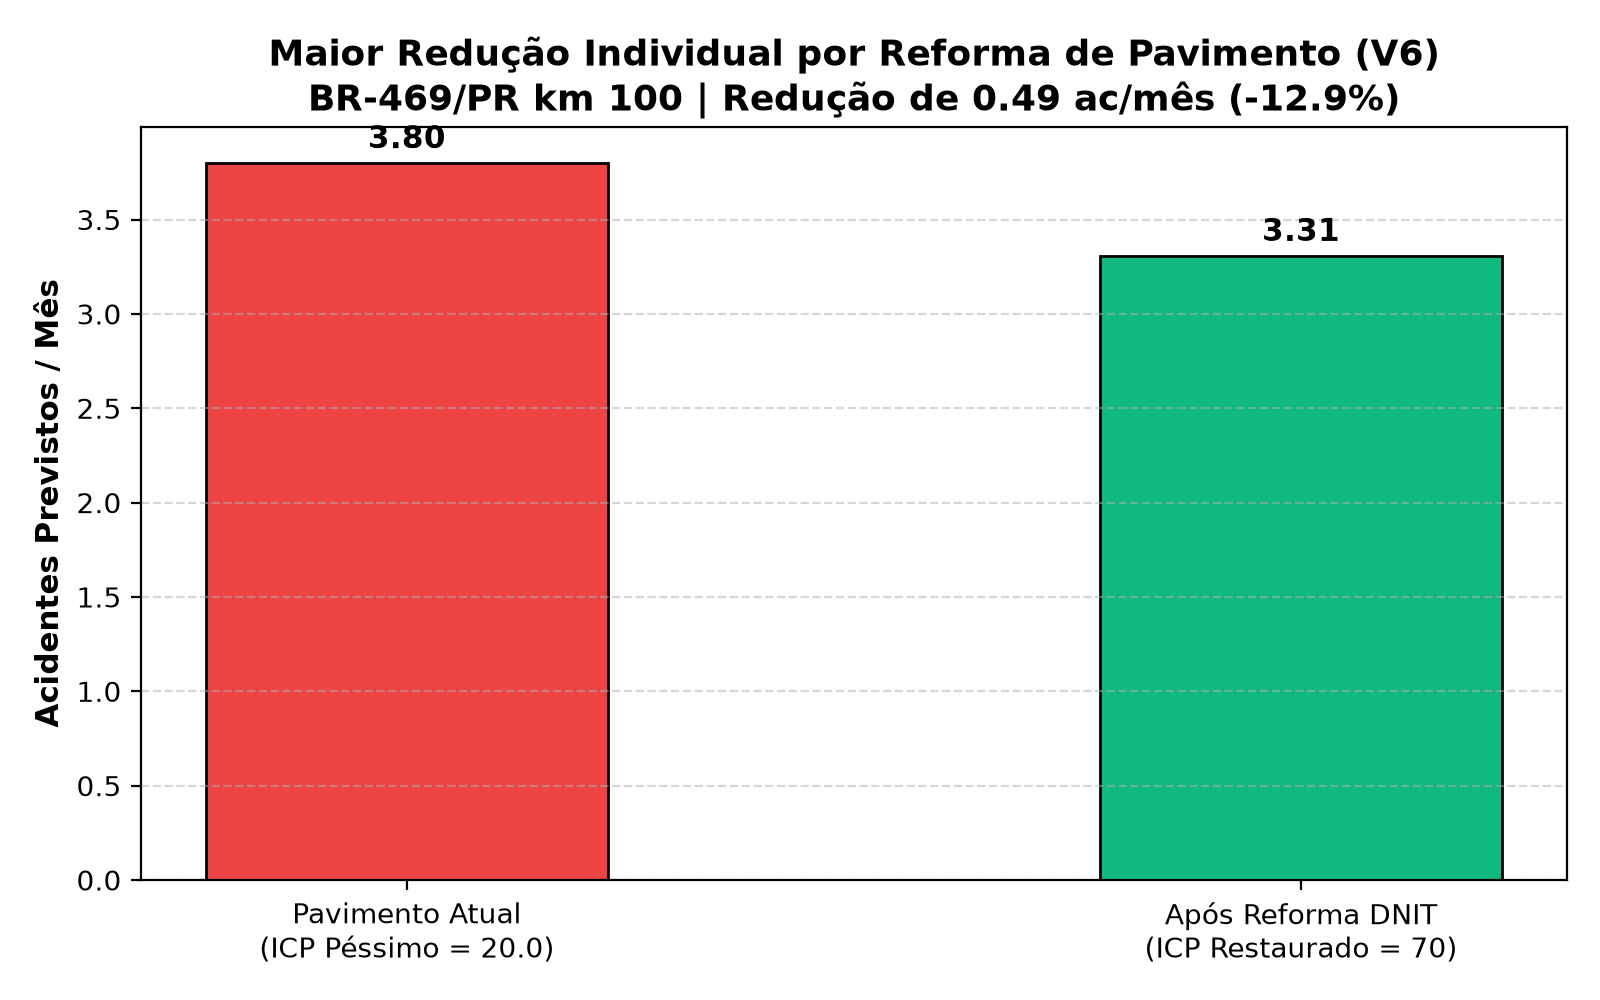 Maior Redução Individual por Reforma de Pavimento (V6)
BR-469/PR km 100 | Redução de 0.49 ac/mês (-12.9%)
3.80
3.31
Acidentes Previstos / Mês
3.5
3.0
2.5
2.0
1.5
1.0
0.5
0.0
Pavimento Atual
(ICP Péssimo = 20.0)
Após Reforma DNIT
(ICP Restaurado = 70)